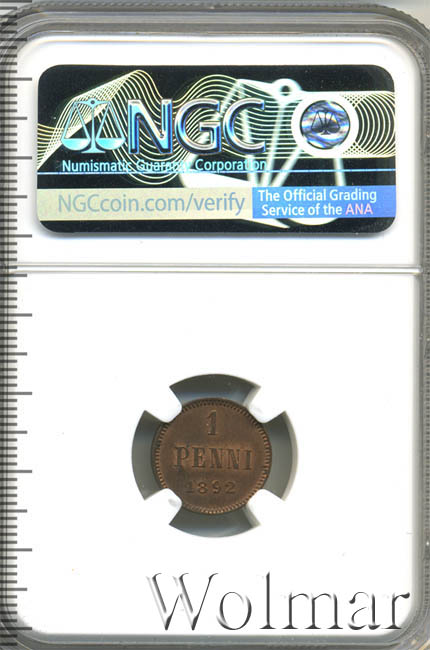 NGC
Numismatic Guaranty Corporation
NGCcoin.com/verify
The Official Grading
Service of the ANA
1
PENNI
1892
Wolmar